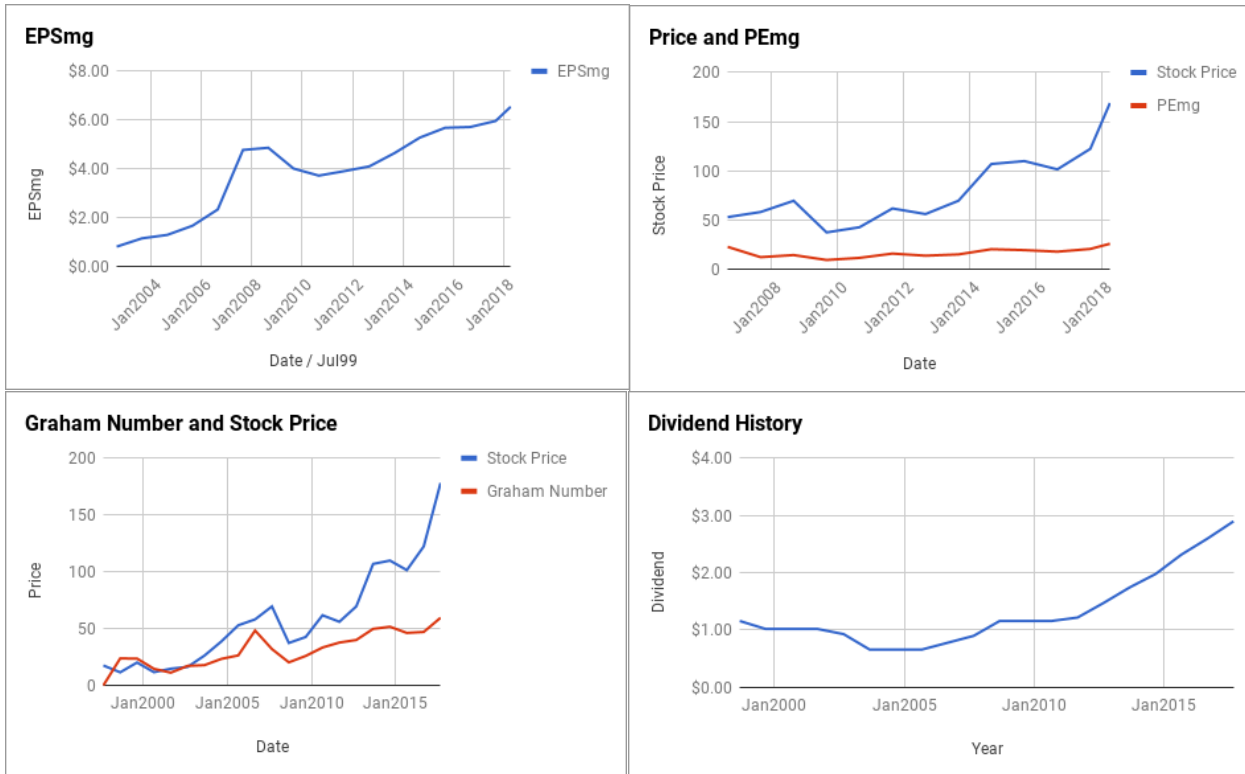 EPSmg
EPSmg
$8.00
$6.00
$4.00
$2.00
$0.00
EPSmg
Jan2004
Jan2006
Jan2008
Jan2010
Jan2012
Jan2014
Jan2016
Jan2018
Date / Jul99
Price and PEmg
Stock Price
PEmg
200
150
100
50
0
Stock Price
Jan2008
Jan2010
Jan2012
Jan2014
Jan2016
Jan2018
Date
Graham Number and Stock Price
Stock Price
Graham Number
200
150
100
50
0
Price
Jan2000
Jan2005
Jan2010
Jan2015
Date
Dividend History
$4.00
$3.00
$2.00
$1.00
$0.00
Dividend
Jan2000
Jan2005
Jan2010
Jan2015
Year